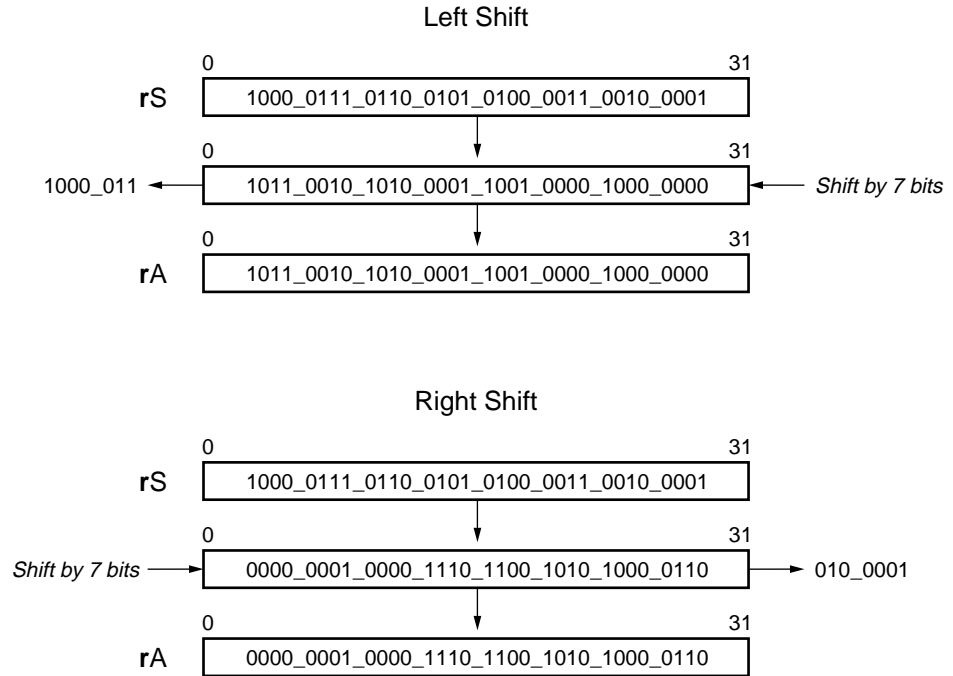 Left Shift
0 31
rS 1000_0111_0110_0101_0100_0011_0010_0001
0 31
1000_011 1011_0010_1010_0001_1001_0000_1000_0000 Shift by 7 bits
0 31
rA 1011_0010_1010_0001_1001_0000_1000_0000
Right Shift
0 31
rS 1000_0111_0110_0101_0100_0011_0010_0001
0 31
Shift by 7 bits 0000_0001_0000_1110_1100_1010_1000_0110 010_0001
0 31
rA 0000_0001_0000_1110_1100_1010_1000_0110